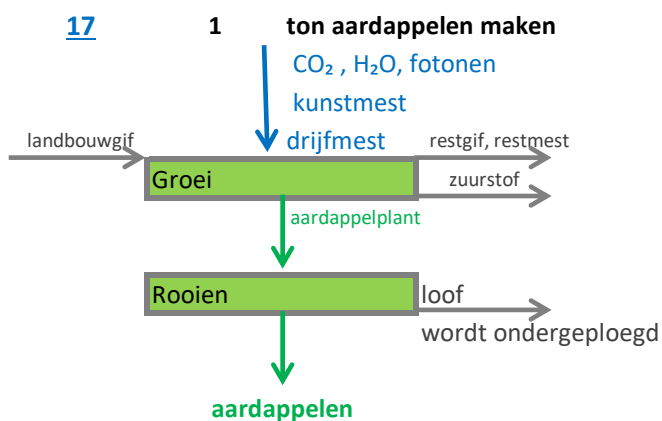 17 1 ton aardappelen maken
CO₂ , H₂O, fotonen
kunstmest
landbouwgif drijfmest restgif, restmest
Groei zuurstof
aardappelplant
Rooien loof
wordt ondergeploegd
aardappelen